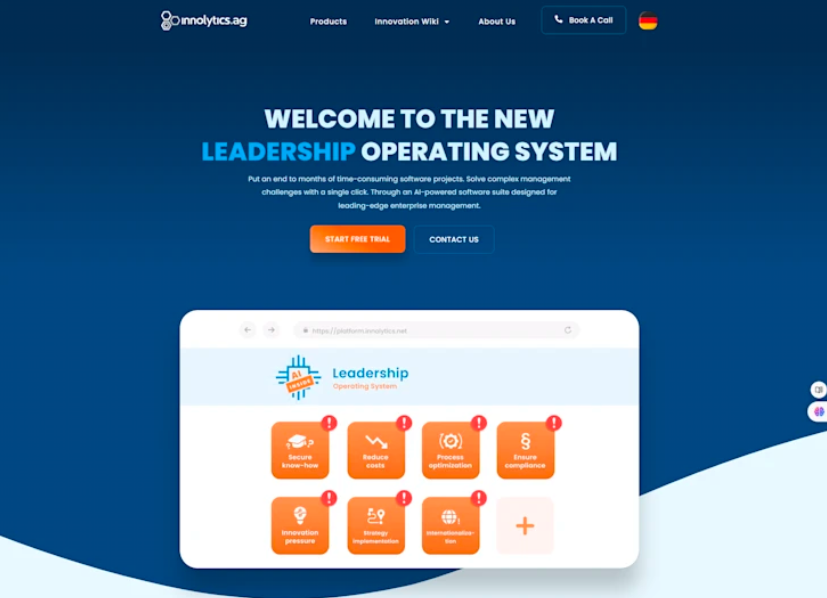 innolytics.ag
Products
Innovation Wiki
About Us
Book A Call
WELCOME TO THE NEW
LEADERSHIP OPERATING SYSTEM
Put an end to months of time-consuming software projects. Solve complex management
challenges with a single click. Through an AI-powered software suite designed for
leading-edge enterprise management.
START FREE TRIAL
CONTACT US
https://platform.innolytics.net
AI
INSIDE
Leadership
Operating System
Secure
know-how
Reduce
costs
Process
optimization
§
Ensure
compliance
Innovation
pressure
Strategy
implementation
Internationaliza-
tion